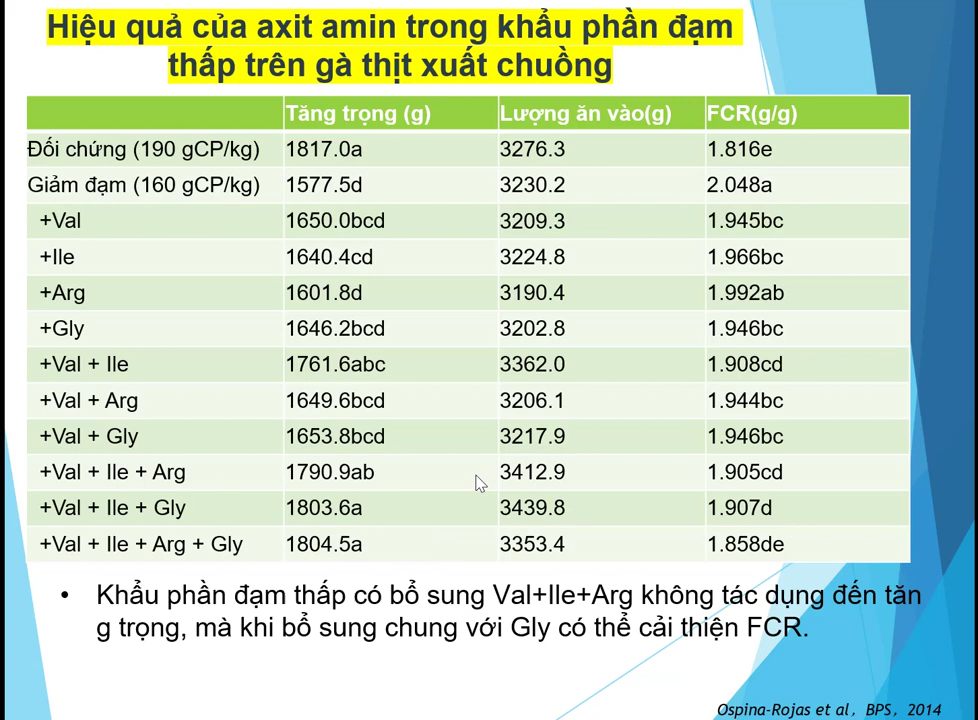 Hiệu quả của axit amin trong khẩu phần đạm
thấp trên gà thịt xuất chuồng
Tăng trọng (g) Lượng ăn vào(g) FCR(g/g)
Đối chứng (190 gCP/kg) 1817.0a 3276.3 1.816e
Giảm đạm (160 gCP/kg) 1577.5d 3230.2 2.048a
+Val 1650.0bcd 3209.3 1.945bc
+Ile 1640.4cd 3224.8 1.966bc
+Arg 1601.8d 3190.4 1.992ab
+Gly 1646.2bcd 3202.8 1.946bc
+Val + Ile 1761.6abc 3362.0 1.908cd
+Val + Arg 1649.6bcd 3206.1 1.944bc
+Val + Gly 1653.8bcd 3217.9 1.946bc
+Val + Ile + Arg 1790.9ab 3412.9 1.905cd
+Val + Ile + Gly 1803.6a 3439.8 1.907d
+Val + Ile + Arg + Gly 1804.5a 3353.4 1.858de
• Khẩu phần đạm thấp có bổ sung Val+Ile+Arg không tác dụng đến tăn
g trọng, mà khi bổ sung chung với Gly có thể cải thiện FCR.
Ospina-Rojas et al, BPS, 2014